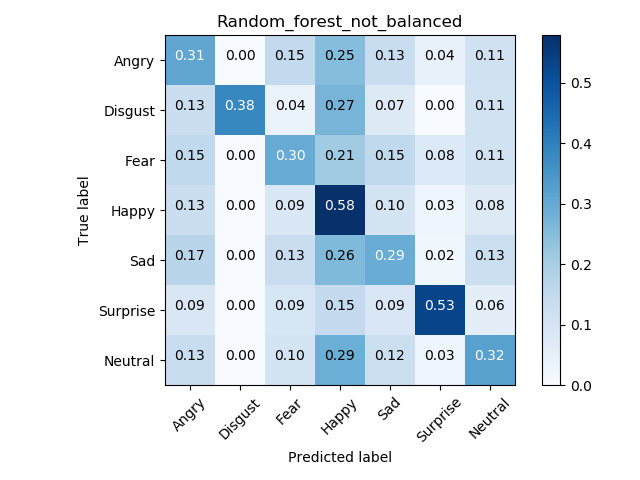 Random_forest_not_balanced
Angry 0.31 0.00 0.15 0.25 0.13 0.04 0.11
Disgust 0.13 0.38 0.04 0.27 0.07 0.00 0.11
Fear 0.15 0.00 0.30 0.21 0.15 0.08 0.11
Happy 0.13 0.00 0.09 0.58 0.10 0.03 0.08
Sad 0.17 0.00 0.13 0.26 0.29 0.02 0.13
Surprise 0.09 0.00 0.09 0.15 0.09 0.53 0.06
Neutral 0.13 0.00 0.10 0.29 0.12 0.03 0.32
Angry Disgust Fear Happy Sad Surprise Neutral
Predicted label
True label
0.5
0.4
0.3
0.2
0.1
0.0